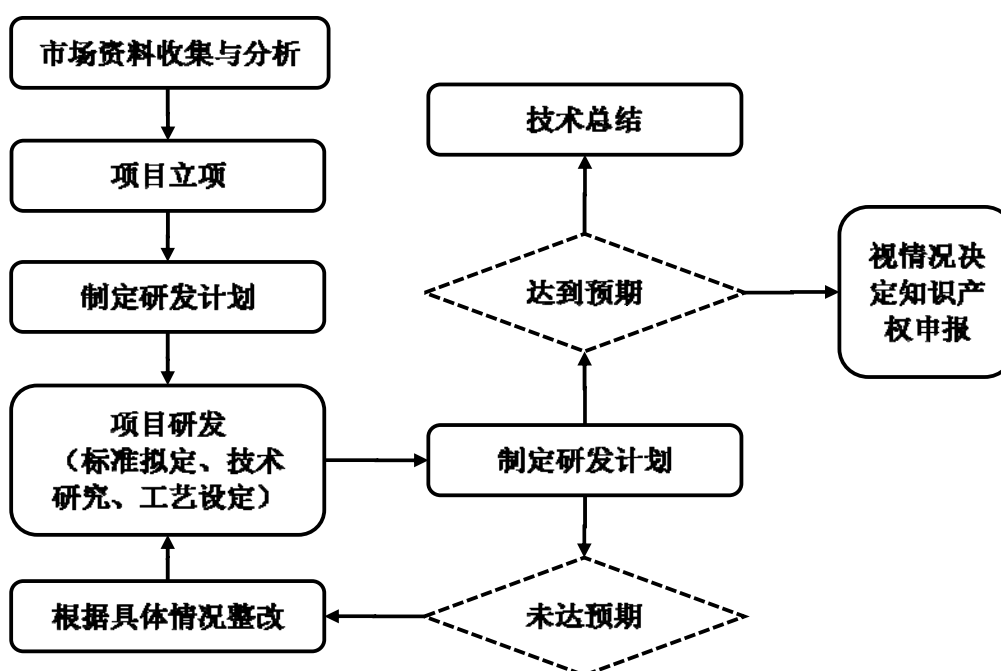 市场资料收集与分析
项目立项
制定研发计划
项目研发
（标准拟定、技术
研究、工艺设定）
根据具体情况整改
技术总结
达到预期
视情况决
定知识产
权申报
制定研发计划
未达预期